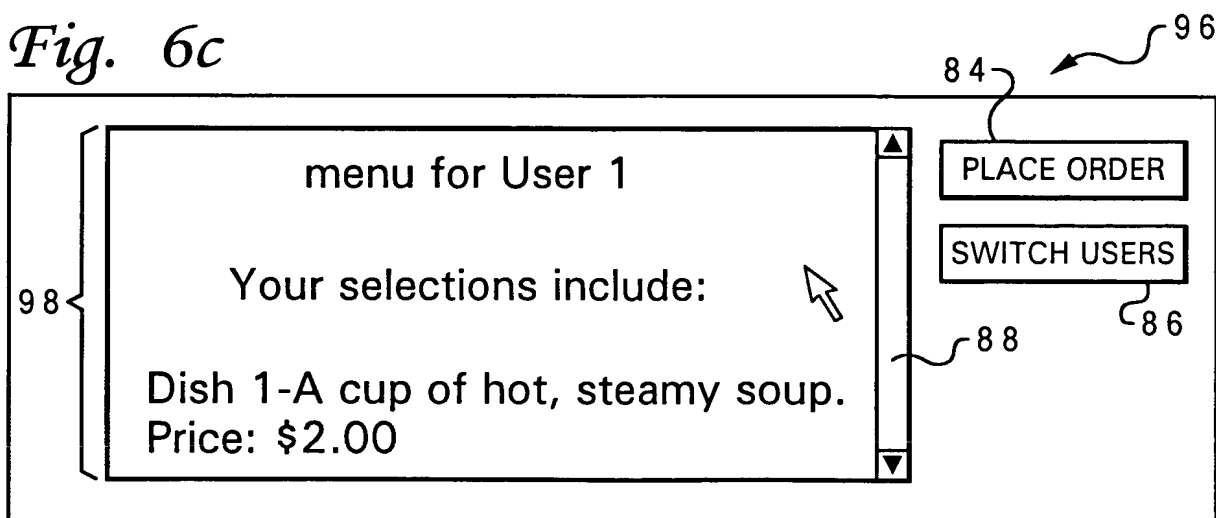 Fig. 6c
96
84
menu for User 1
PLACE ORDER
SWITCH USERS
Your selections include:
98
86
88
Dish 1-A cup of hot, steamy soup.
Price: $2.00